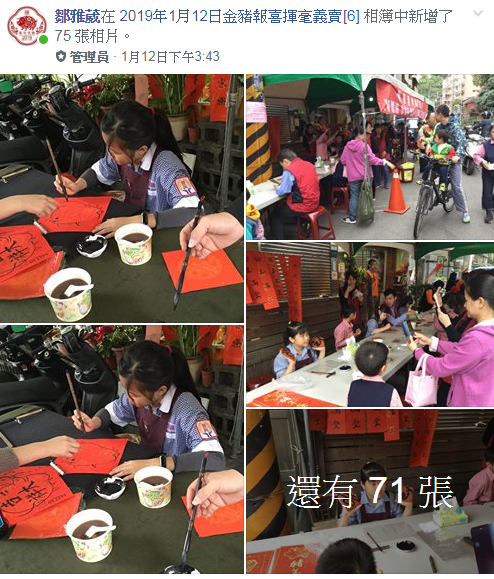 鄒雅葳在 2019年1月12日金豬報喜揮毫義賣[6] 相簿中新增了
75 張相片。
管理員 · 1月12日下午3:43
還有 71 張